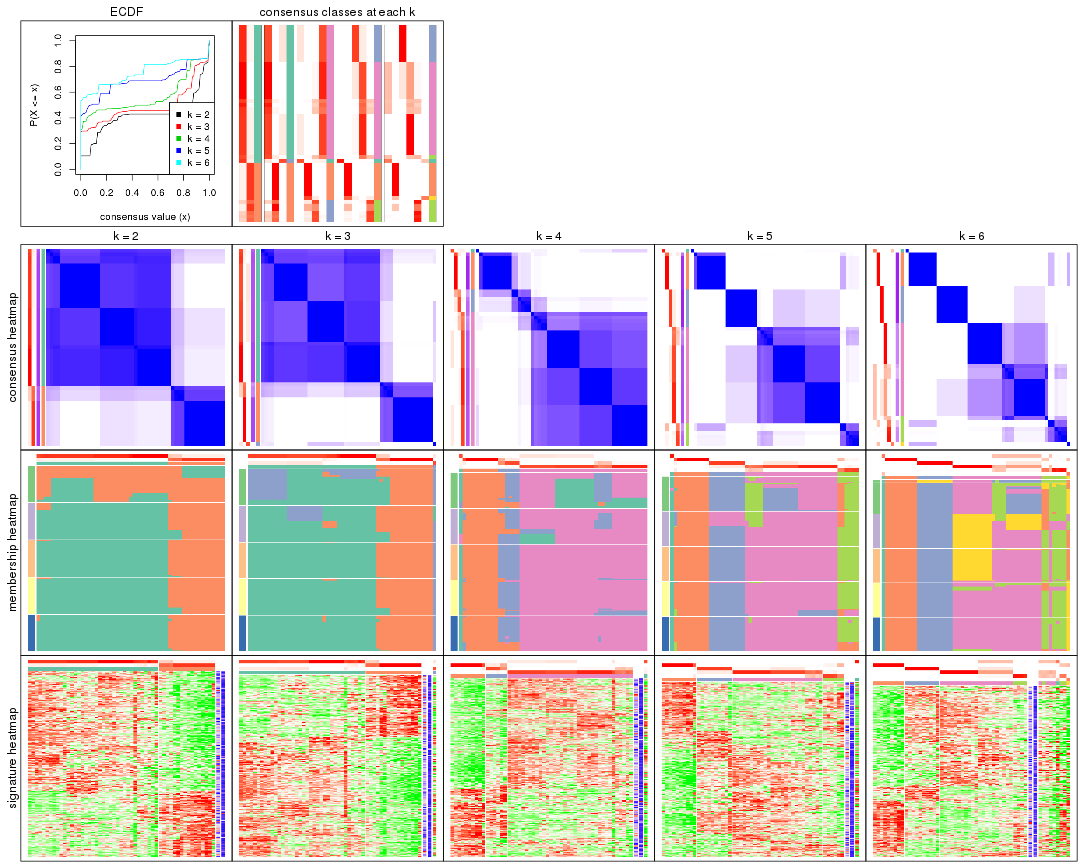 ECDF
consensus classes at each k
P(X <= x)
0.0 0.2 0.4 0.6 0.8 1.0
k = 2
k = 3
k = 4
k = 5
k = 6
0.0 0.2 0.4 0.6 0.8 1.0
consensus value (x)
k = 2
k = 3
k = 4
k = 5
k = 6
consensus heatmap
membership heatmap
signature heatmap